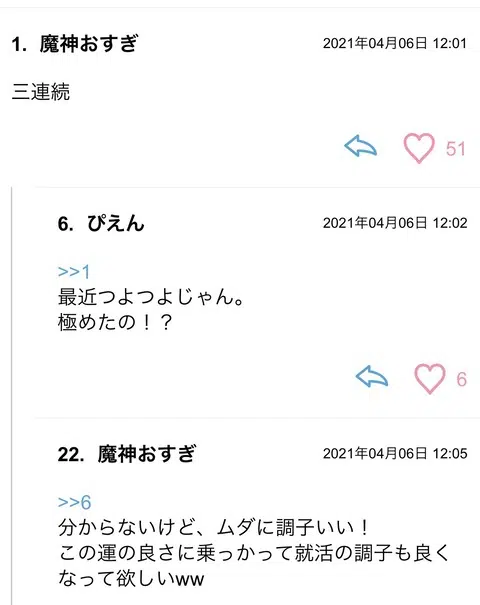 1. 魔神おすぎ 2021年04月06日 12:01
三連続
51
6. ぴえん 2021年04月06日 12:02
>>1
最近つよつよじゃん。
極めたの！？
6
22. 魔神おすぎ 2021年04月06日 12:05
>>6
分からないけど、ムダに調子いい！
この運の良さに乗っかって就活の調子も良く
なって欲しいww